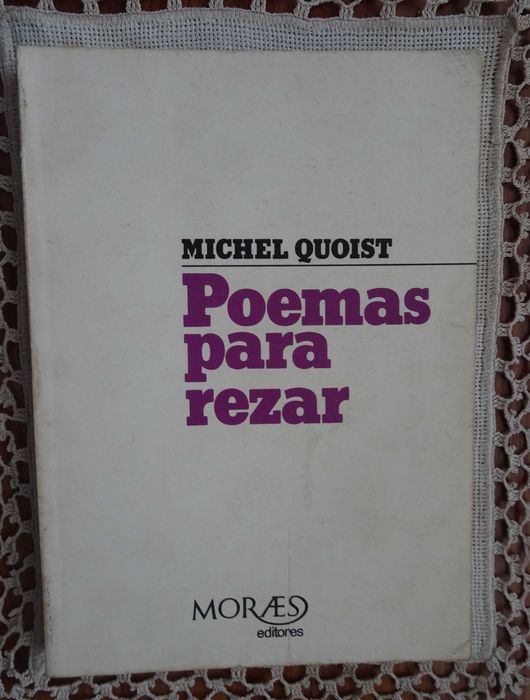 MICHEL QUOIST
Poemas
para
rezar
MORÆS
editores